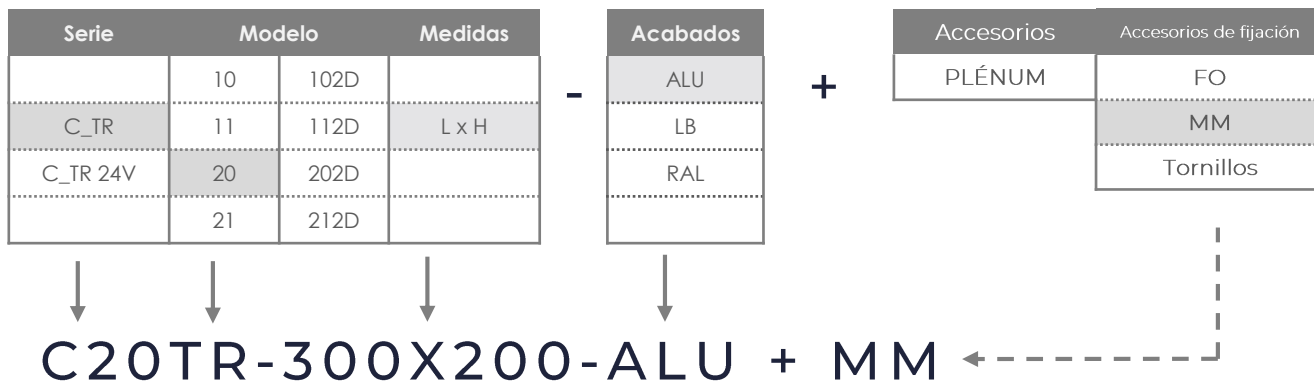 Serie Modelo Medidas Acabados Accesorios Accesorios de fijación
10 102D - ALU + PLÉNUM FO
C_TR 11 112D L x H LB MM
C_TR 24V 20 202D RAL Tornillos
21 212D
C20TR-300X200-ALU + MM